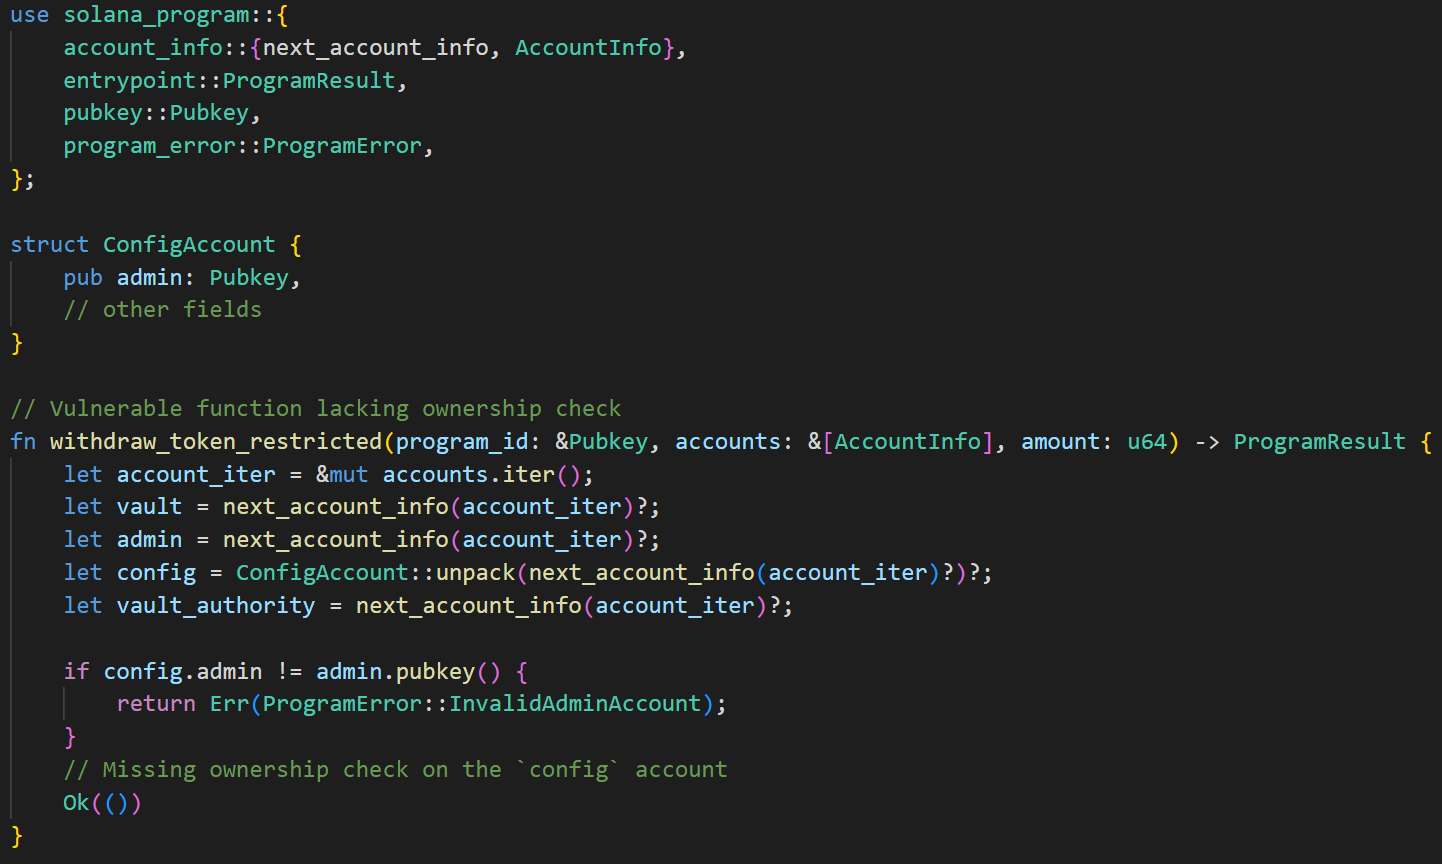 use solana_program::{
    account_info::{next_account_info, AccountInfo},
    entrypoint::ProgramResult,
    pubkey::Pubkey,
    program_error::ProgramError,
};

struct ConfigAccount {
    pub admin: Pubkey,
    // other fields
}

// Vulnerable function lacking ownership check
fn withdraw_token_restricted(program_id: &Pubkey, accounts: &[AccountInfo], amount: u64) -> ProgramResult {
    let account_iter = &mut accounts.iter();
    let vault = next_account_info(account_iter)?;
    let admin = next_account_info(account_iter)?;
    let config = ConfigAccount::unpack(next_account_info(account_iter)?)?;
    let vault_authority = next_account_info(account_iter)?;

    if config.admin != admin.pubkey() {
        return Err(ProgramError::InvalidAdminAccount);
    }
    // Missing ownership check on the `config` account
    Ok(())
}